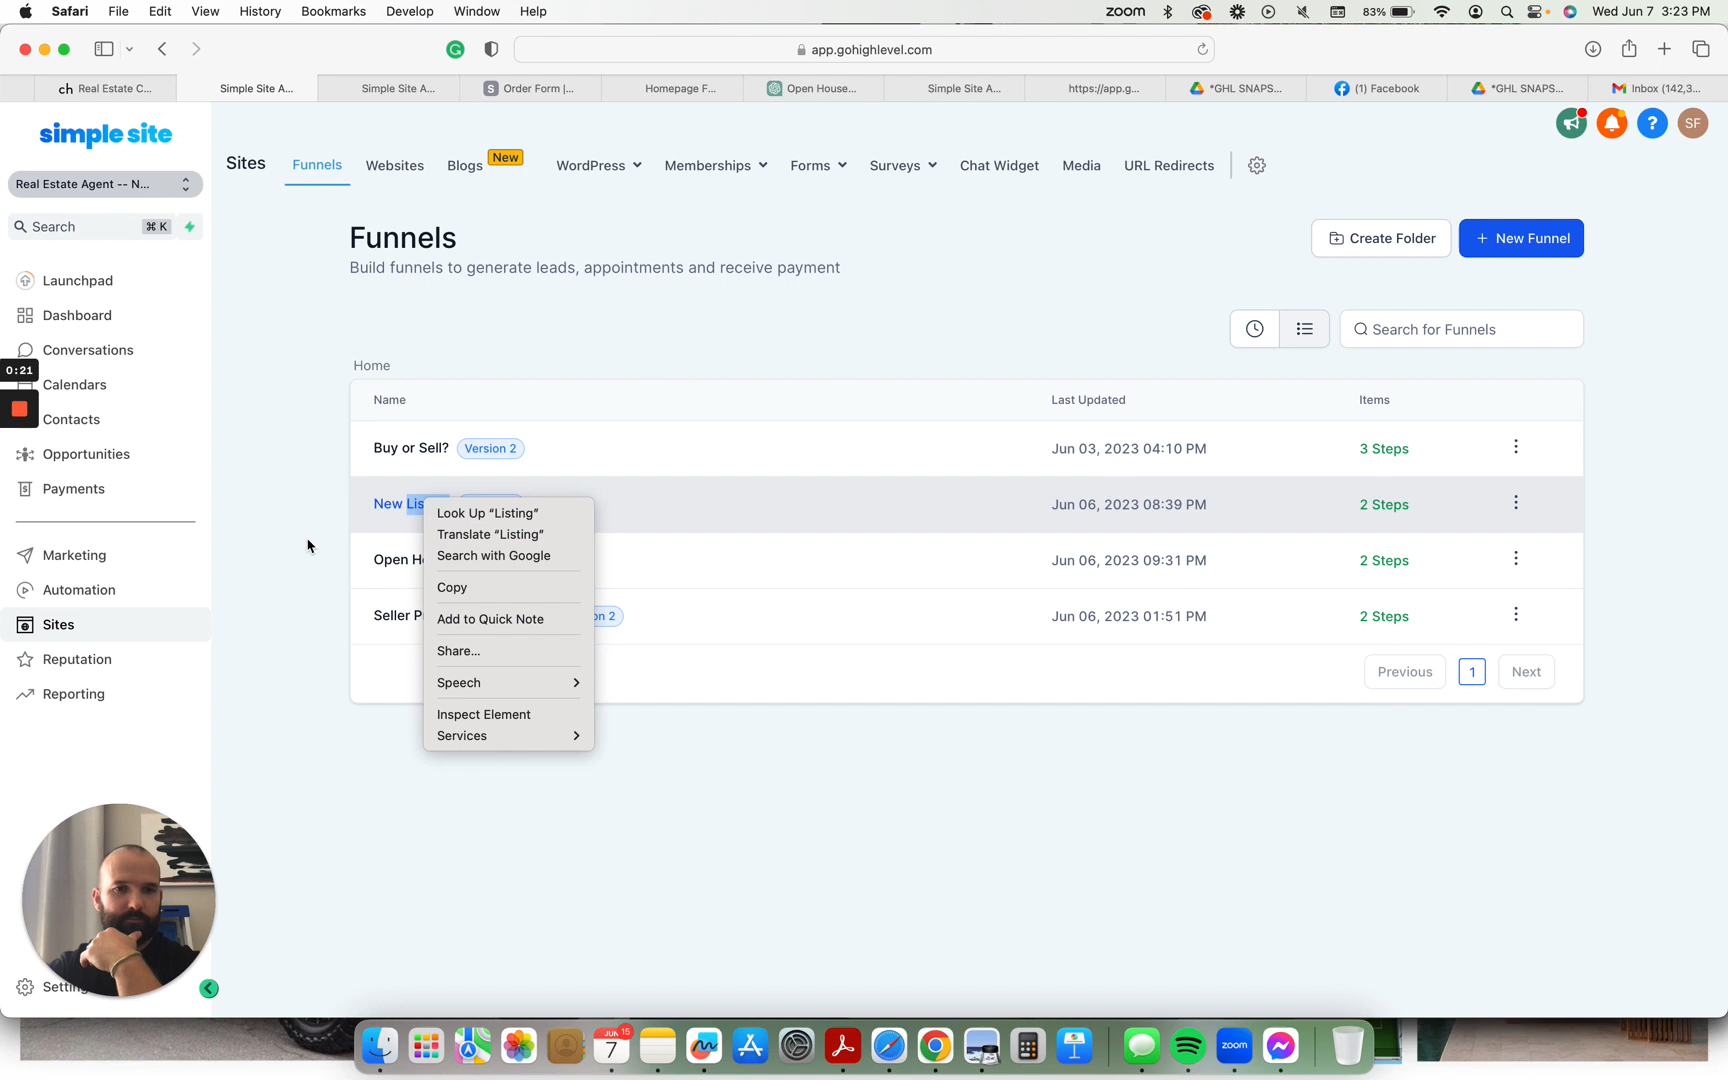 Safari File Edit View History Bookmarks Develop Window Help
zoom 83% Wed Jun 7 3:23 PM
app.gohighlevel.com
ch Real Estate C...
Simple Site A...
Simple Site A...
S Order Form |...
Homepage F...
Open House...
Simple Site A...
https://app.g...
*GHL SNAPS...
(1) Facebook
*GHL SNAPS...
Inbox (142,3...
simple site
Real Estate Agent -- N...
Search ⌘ K
Launchpad
Dashboard
Conversations
0:21
Calendars
Contacts
Opportunities
Payments
Marketing
Automation
Sites
Reputation
Reporting
? SF
Sites Funnels Websites Blogs New WordPress Memberships Forms Surveys Chat Widget Media URL Redirects
Funnels
Build funnels to generate leads, appointments and receive payment
Create Folder + New Funnel
Search for Funnels
Home
Name Last Updated Items
Buy or Sell? Version 2 Jun 03, 2023 04:10 PM 3 Steps
New Jun 06, 2023 08:39 PM 2 Steps
Open Jun 06, 2023 09:31 PM 2 Steps
Seller Jun 06, 2023 01:51 PM 2 Steps
Look Up “Listing”
Translate “Listing”
Search with Google
Copy
Add to Quick Note
Share...
Speech
Inspect Element
Services
Previous 1 Next
JUN 15
7
zoom